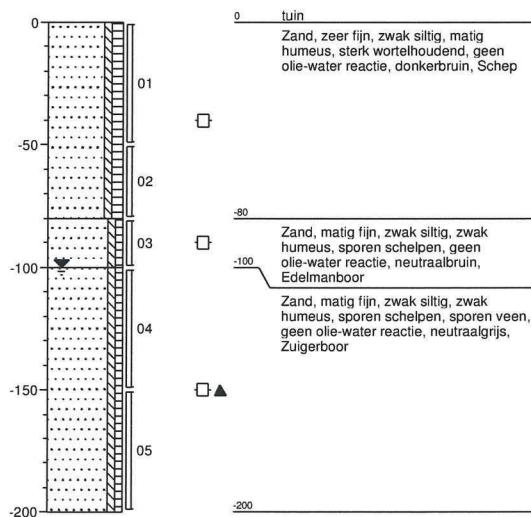 0
-50
-100
-150
-200
01
02
03
04
05
0
tuin
Zand, zeer fijn, zwak siltig, matig
humeus, sterk wortelhoudend, geen
olie-water reactie, donkerbruin, Schep
-80
Zand, matig fijn, zwak siltig, zwak
humeus, sporen schelpen, geen
olie-water reactie, neutraalbruin,
Edelmanboor
-100
Zand, matig fijn, zwak siltig, zwak
humeus, sporen schelpen, sporen veen,
geen olie-water reactie, neutraalgrijs,
Zuigerboor
-200